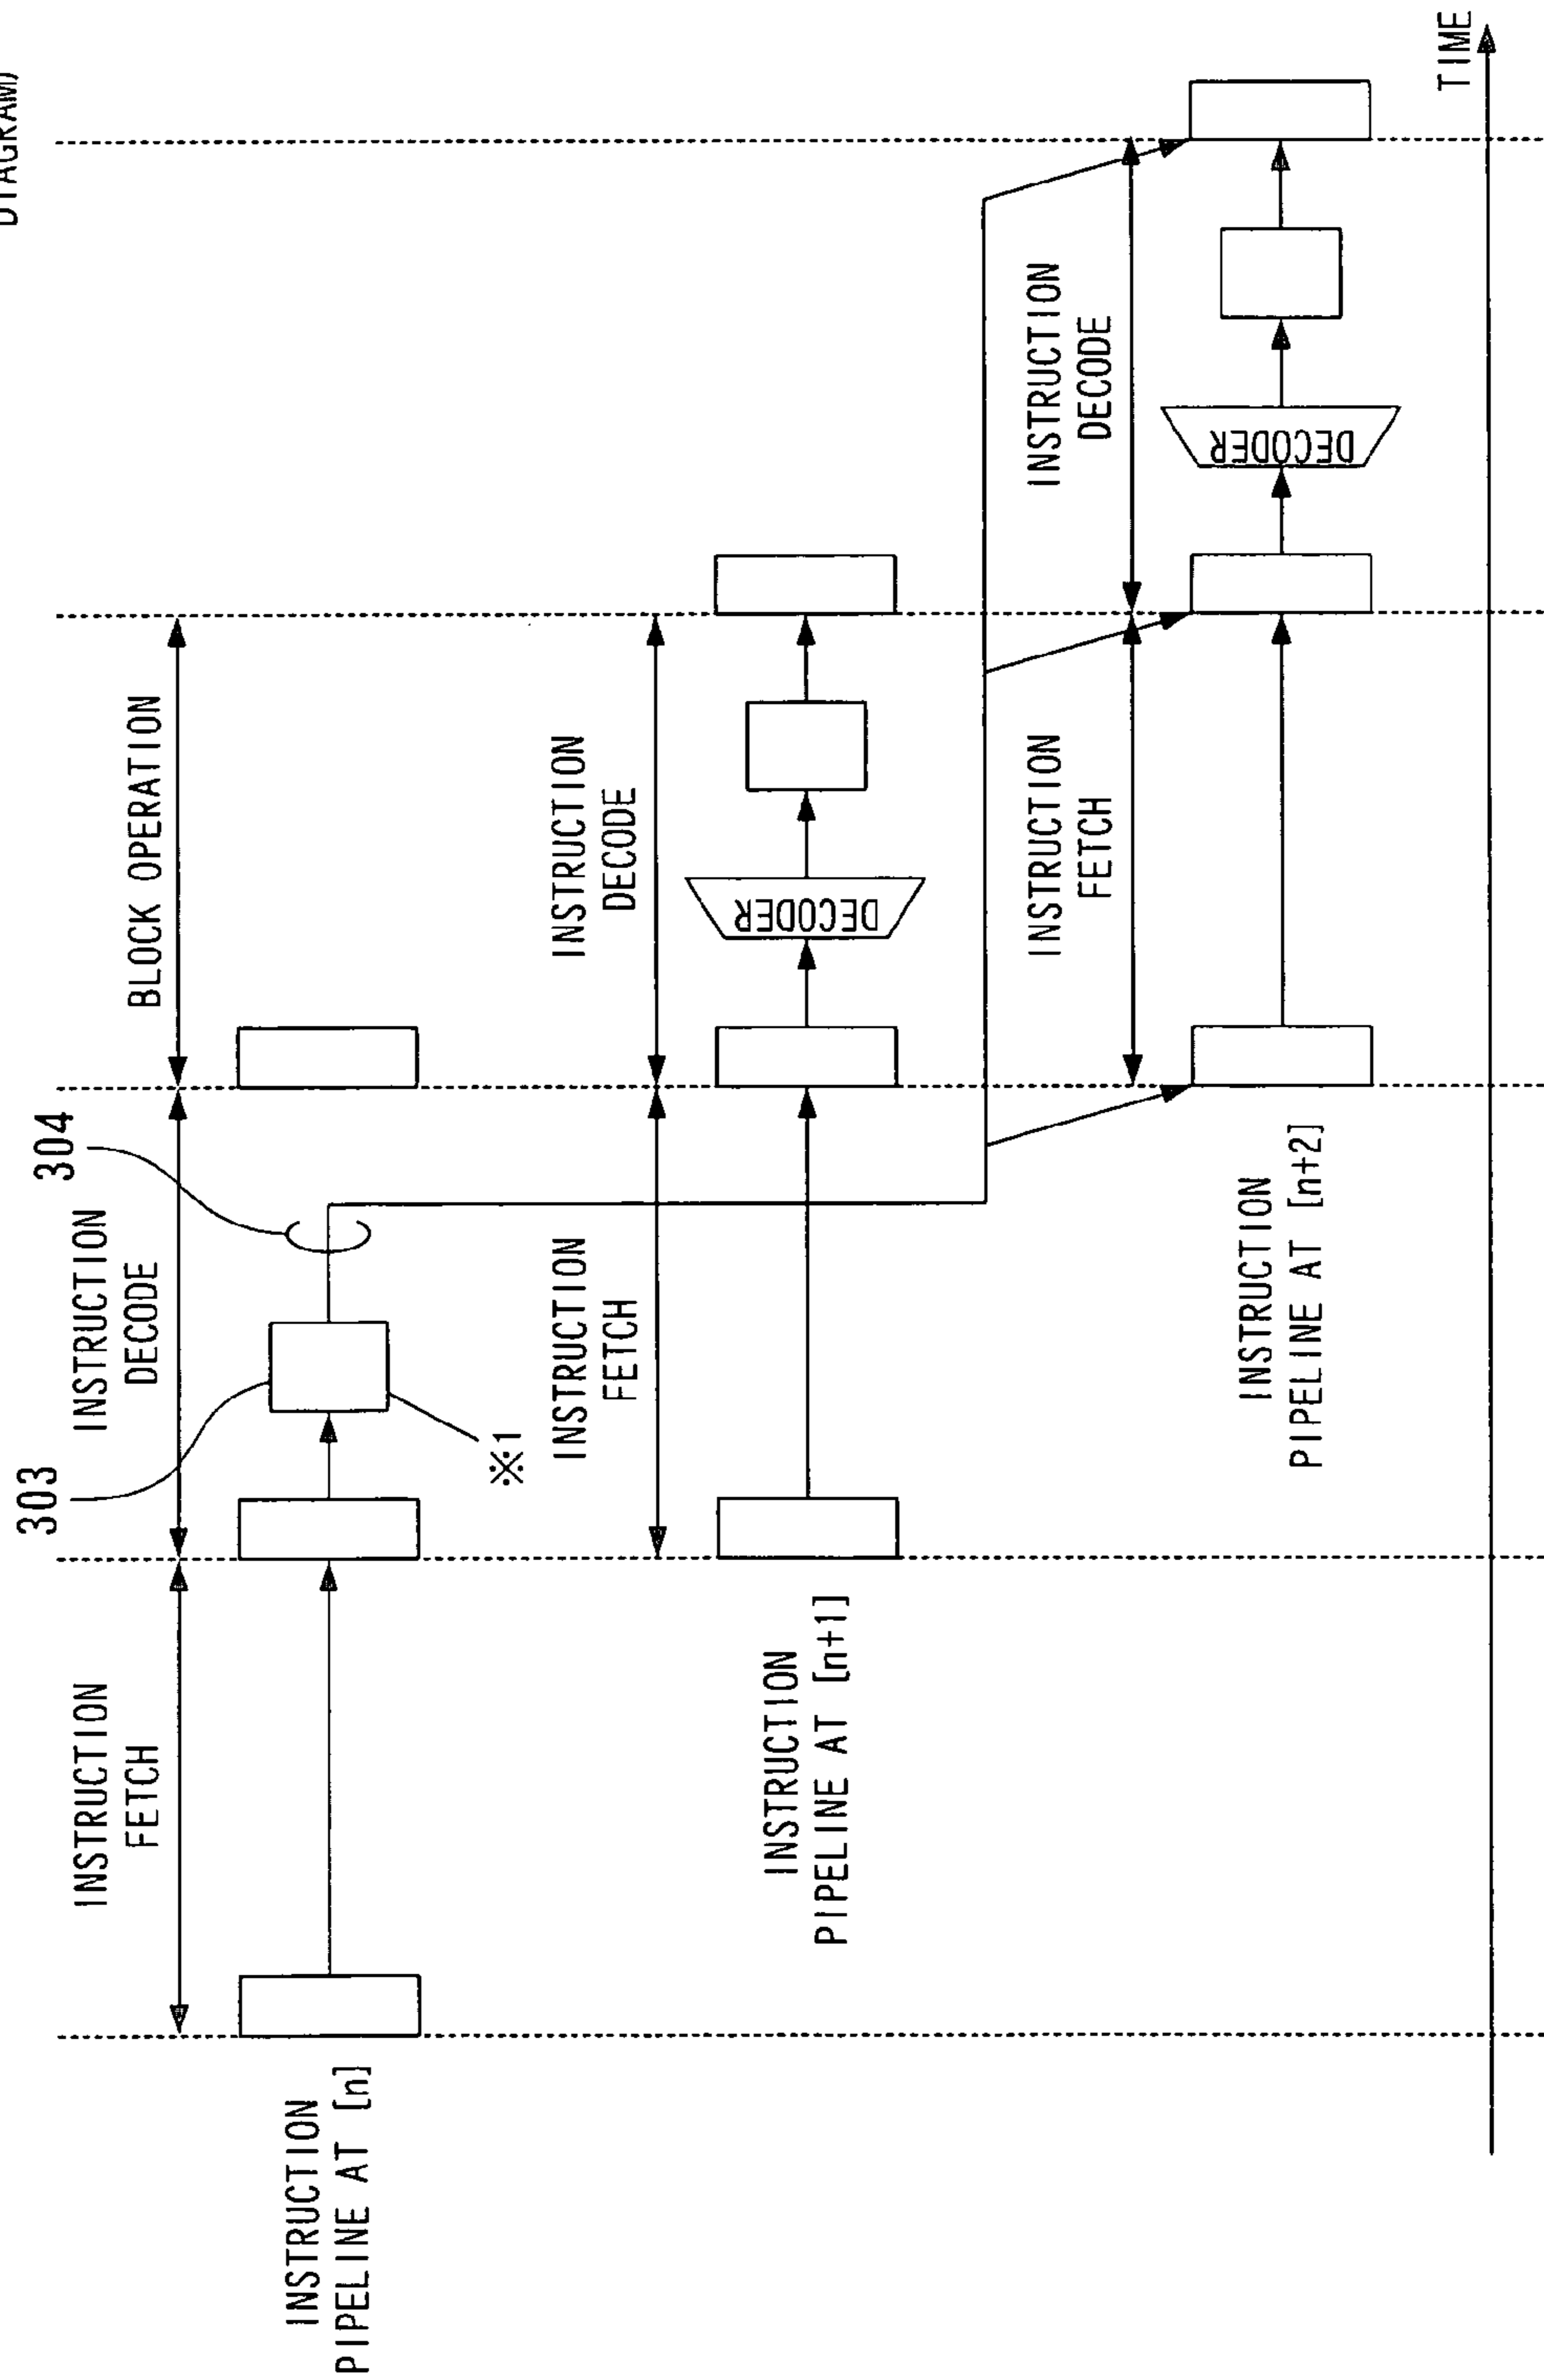 DIAGRAM)
303
304
INSTRUCTION
FETCH
INSTRUCTION
DECODE
BLOCK OPERATION
INSTRUCTION
PIPELINE AT [n]
※1
INSTRUCTION
FETCH
INSTRUCTION
DECODE
DECODER
INSTRUCTION
PIPELINE AT [n+1]
INSTRUCTION
FETCH
INSTRUCTION
DECODE
DECODER
INSTRUCTION
PIPELINE AT [n+2]
TIME